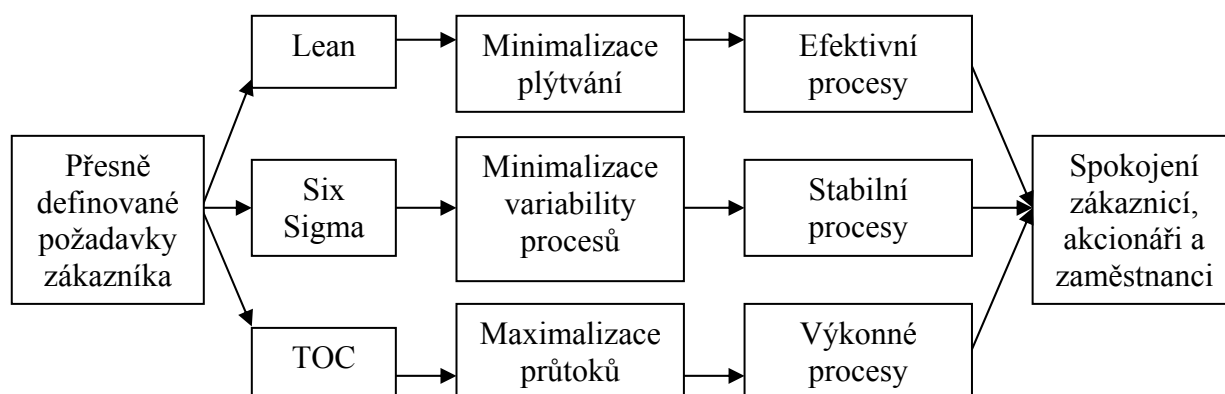 Přesně
definované
požadavky
zákazníka
Lean
Minimalizace
plýtvání
Efektivní
procesy
Six
Sigma
Minimalizace
variability
procesů
Stabilní
procesy
TOC
Maximalizace
průtoků
Výkonné
procesy
Spokojení
zákaznicí,
akcionáři a
zaměstnanci